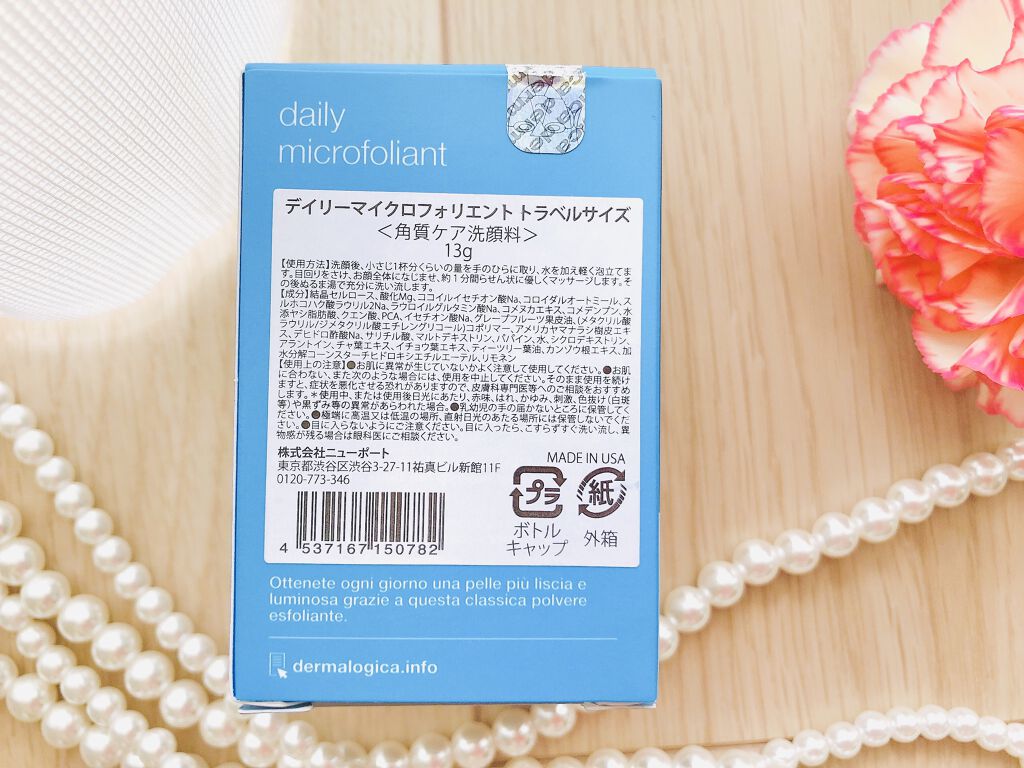 daily
microfoliant
デイリーマイクロフォリエント トラベルサイズ
＜角質ケア洗顔料＞
13g
【使用方法】洗顔後、小さじ1杯分くらいの量を手のひらに取り、水を加え軽く泡立てま
す。目回りをさけ、お顔全体になじませ、約1分間らせん状に優しくマッサージします。そ
の後ぬるま湯で充分に洗い流します。
【成分】結晶セルロース、酸化Mg、ココイルイセチオン酸Na、コロイダルオートミール、ス
ルホコハク酸ラウリル2Na、ラウロイルグルタミン酸Na、コメヌカエキス、コメデンプン、水
添ヤシ脂肪酸、クエン酸、PCA、イセチオン酸Na、グレープフルーツ果皮油、(メタクリル酸
ラウリル/ジメタクリル酸エチレングリコール)コポリマー、アメリカヤマナラシ樹皮エキ
ス、デヒドロ酢酸Na、サリチル酸、マルトデキストリン、パパイン、水、シクロデキストリン、
アラントイン、チャ葉エキス、イチョウ葉エキス、ティーツリー葉油、カンゾウ根エキス、加
水分解コーンスターチヒドロキシエチルエーテル、リモネン
【使用上の注意】●お肌に異常が生じていないかよく注意して使用してください。●お肌
に合わない、また次のような場合には、使用を中止してください。そのまま使用を続け
ますと、症状を悪化させる恐れがありますので、皮膚科専門医等へのご相談をおすすめ
します。＊使用中、または使用後日光にあたり、赤味、はれ、かゆみ、刺激、色抜け(白斑
等)や黒ずみ等の異常があらわれた場合。●乳幼児の手の届かないところに保管してく
ださい。●極端に高温又は低温の場所、直射日光のあたる場所には保管しないでくだ
さい。●目に入らないようにご注意ください。目に入ったら、こすらずすぐ洗い流し、異
物感が残る場合は眼科医にご相談ください。
株式会社ニューポート
東京都渋谷区渋谷3-27-11祐真ビル新館11F
0120-773-346
MADE IN USA
プラ
紙
ボトル
キャップ
外箱
4 537167 150782
Ottenete ogni giorno una pelle più liscia e
luminosa grazie a questa classica polvere
esfoliante.
dermalogica.info